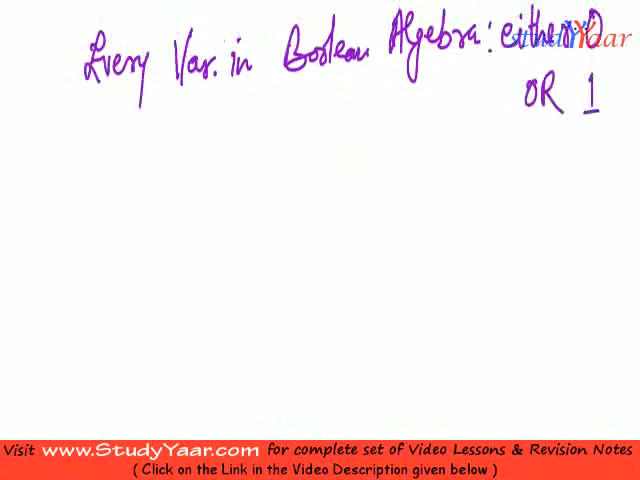 Every Var. in Boolean Algebra: either 0
studYYaar
OR 1
Visit www.StudyYaar.com for complete set of Video Lessons & Revision Notes
( Click on the Link in the Video Description given below )